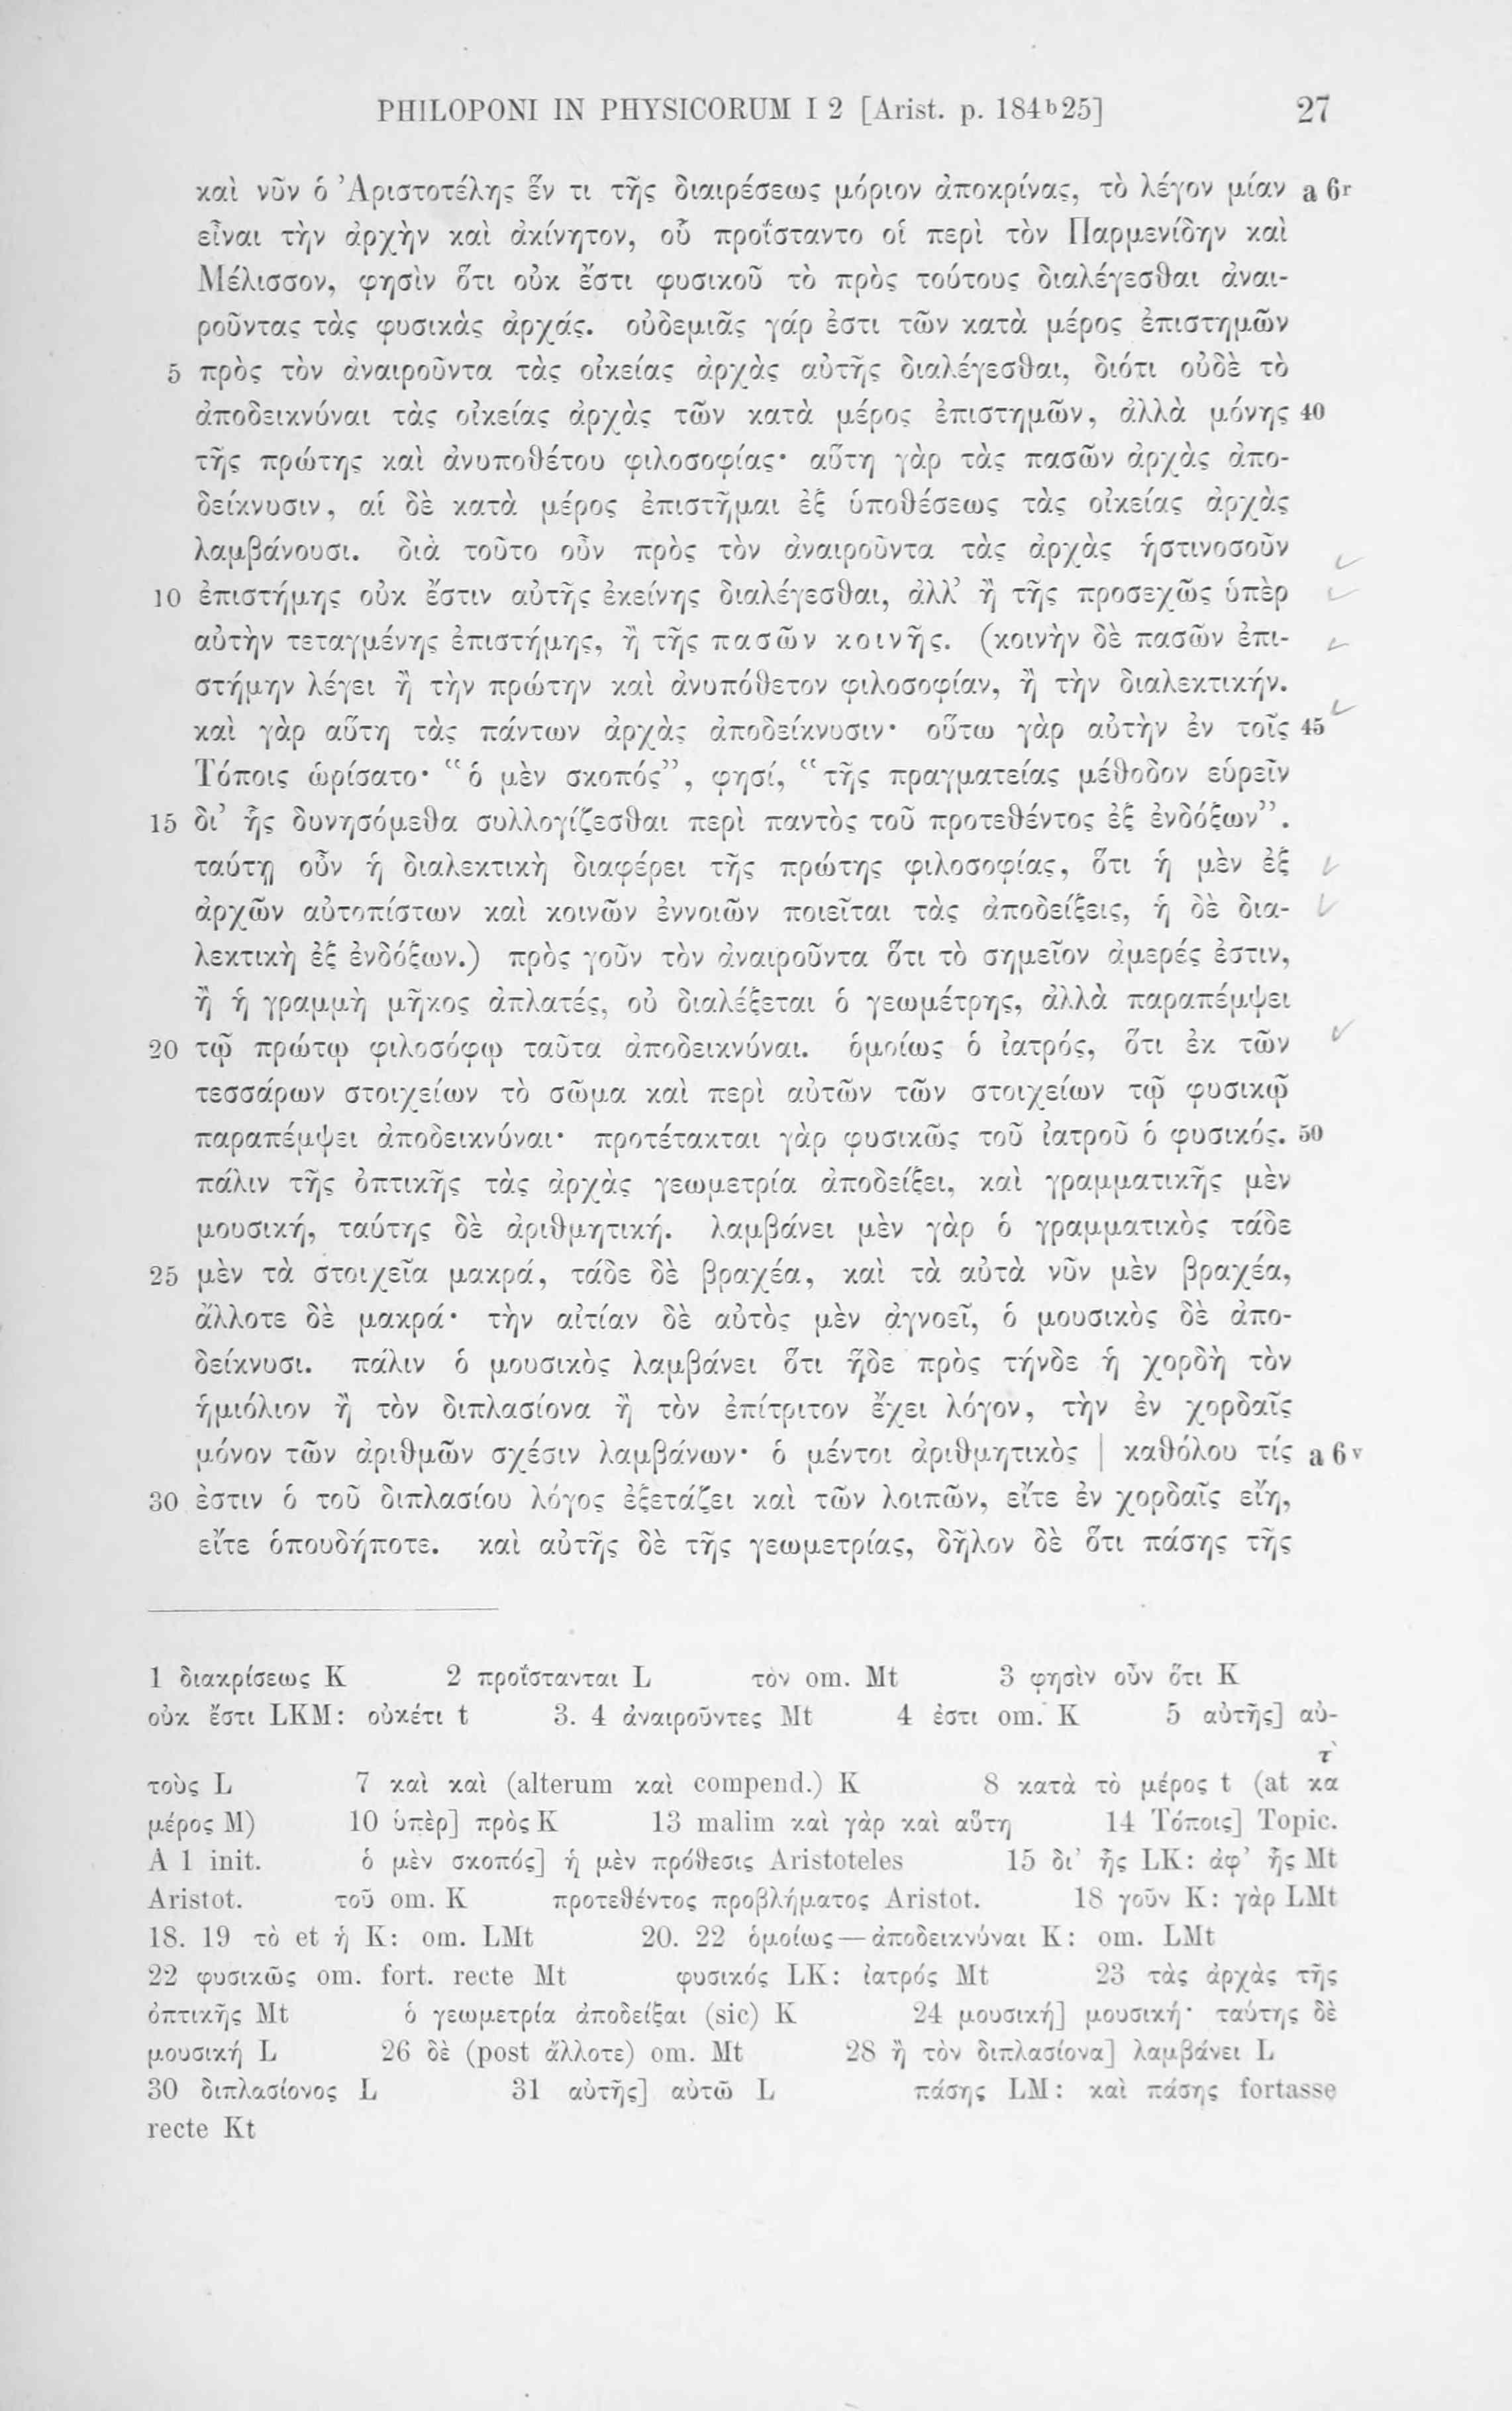 PHILOPONI IN PHYSICORUM I 2 [Arist. p. 184b25] 27
καὶ νῦν ὁ Ἀριστοτέλης ἕν τι τῆς διαιρέσεως μόριον ἀποκρίνας, τὸ λέγον μίαν a 6r
εἶναι τὴν ἀρχὴν καὶ ἀκίνητον, οὗ προΐσταντο οἱ περὶ τὸν Παρμενίδην καὶ
Μέλισσον, φησὶν ὅτι οὐκ ἔστι φυσικοῦ τὸ πρὸς τούτους διαλέγεσθαι ἀναι-
ροῦντας τὰς φυσικὰς ἀρχάς. οὐδεμιᾶς γάρ ἐστι τῶν κατὰ μέρος ἐπιστημῶν
5 πρὸς τὸν ἀναιροῦντα τὰς οἰκείας ἀρχὰς αὐτῆς διαλέγεσθαι, διότι οὐδὲ τὸ
ἀποδεικνύναι τὰς οἰκείας ἀρχὰς τῶν κατὰ μέρος ἐπιστημῶν, ἀλλὰ μόνης 40
τῆς πρώτης καὶ ἀνυποθέτου φιλοσοφίας· αὕτη γὰρ τὰς πασῶν ἀρχὰς ἀπο-
δείκνυσιν, αἱ δὲ κατὰ μέρος ἐπιστῆμαι ἐξ ὑποθέσεως τὰς οἰκείας ἀρχὰς
λαμβάνουσι. διὰ τοῦτο οὖν πρὸς τὸν ἀναιροῦντα τὰς ἀρχὰς ἡστινοσοῦν
10 ἐπιστήμης οὐκ ἔστιν αὐτῆς ἐκείνης διαλέγεσθαι, ἀλλ’ ἢ τῆς προσεχῶς ὑπὲρ
αὐτὴν τεταγμένης ἐπιστήμης, ἢ τῆς πασῶν κοινῆς. (κοινὴν δὲ πασῶν ἐπι-
στήμην λέγει ἢ τὴν πρώτην καὶ ἀνυπόθετον φιλοσοφίαν, ἢ τὴν διαλεκτικήν.
καὶ γὰρ αὕτη τὰς πάντων ἀρχὰς ἀποδείκνυσιν· οὕτω γὰρ αὐτὴν ἐν τοῖς 45
Τόποις ὡρίσατο· “ὁ μὲν σκοπός”, φησί, “τῆς πραγματείας μέθοδον εὑρεῖν
15 δι’ ἧς δυνησόμεθα συλλογίζεσθαι περὶ παντὸς τοῦ προτεθέντος ἐξ ἐνδόξων”.
ταύτῃ οὖν ἡ διαλεκτικὴ διαφέρει τῆς πρώτης φιλοσοφίας, ὅτι ἡ μὲν ἐξ
ἀρχῶν αὐτοπίστων καὶ κοινῶν ἐννοιῶν ποιεῖται τὰς ἀποδείξεις, ἡ δὲ δια-
λεκτικὴ ἐξ ἐνδόξων.) πρὸς γοῦν τὸν ἀναιροῦντα ὅτι τὸ σημεῖον ἀμερές ἐστιν,
ἢ ἡ γραμμὴ μῆκος ἀπλατές, οὐ διαλέξεται ὁ γεωμέτρης, ἀλλὰ παραπέμψει
20 τῷ πρώτῳ φιλοσόφῳ ταῦτα ἀποδεικνύναι. ὁμοίως ὁ ἰατρός, ὅτι ἐκ τῶν
τεσσάρων στοιχείων τὸ σῶμα καὶ περὶ αὐτῶν τῶν στοιχείων τῷ φυσικῷ
παραπέμψει ἀποδεικνύναι· προτέτακται γὰρ φυσικῶς τοῦ ἰατροῦ ὁ φυσικός. 50
πάλιν τῆς ὀπτικῆς τὰς ἀρχὰς γεωμετρία ἀποδείξει, καὶ γραμματικῆς μὲν
μουσική, ταύτης δὲ ἀριθμητική. λαμβάνει μὲν γὰρ ὁ γραμματικὸς τάδε
25 μὲν τὰ στοιχεῖα μακρά, τάδε δὲ βραχέα, καὶ τὰ αὐτὰ νῦν μὲν βραχέα,
ἄλλοτε δὲ μακρά· τὴν αἰτίαν δὲ αὐτὸς μὲν ἀγνοεῖ, ὁ μουσικὸς δὲ ἀπο-
δείκνυσι. πάλιν ὁ μουσικὸς λαμβάνει ὅτι ἥδε πρὸς τήνδε ἡ χορδὴ τὸν
ἡμιόλιον ἢ τὸν διπλασίονα ἢ τὸν ἐπίτριτον ἔχει λόγον, τὴν ἐν χορδαῖς
μόνον τῶν ἀριθμῶν σχέσιν λαμβάνων· ὁ μέντοι ἀριθμητικὸς | καθόλου τίς a 6v
30 ἐστιν ὁ τοῦ διπλασίου λόγος ἐξετάζει καὶ τῶν λοιπῶν, εἴτε ἐν χορδαῖς εἴη,
εἴτε ὁπουδήποτε. καὶ αὐτῆς δὲ τῆς γεωμετρίας, δῆλον δὲ ὅτι πάσης τῆς
1 διακρίσεως K 2 προΐστανται L τὸν om. Mt 3 φησὶν οὖν ὅτι K
οὐκ ἔστι LKM: οὐκέτι t 3. 4 ἀναιροῦντες Mt 4 ἐστι om. K 5 αὐτῆς] αὐ-
τοὺς L 7 καὶ καὶ (alterum καὶ compend.) K 8 κατὰ τὸ μέρος t (at κατ̀
μέρος M) 10 ὑπὲρ] πρὸς K 13 malim καὶ γὰρ καὶ αὕτη 14 Τόποις] Topic.
A 1 init. ὁ μὲν σκοπός] ἡ μὲν πρόθεσις Aristoteles 15 δι’ ἧς LK: ἀφ’ ἧς Mt
Aristot. τοῦ om. K προτεθέντος προβλήματος Aristot. 18 γοῦν K: γὰρ LMt
18. 19 τὸ et ἡ K: om. LMt 20. 22 ὁμοίως — ἀποδεικνύναι K: om. LMt
22 φυσικῶς om. fort. recte Mt φυσικός LK: ἰατρός Mt 23 τὰς ἀρχὰς τῆς
ὀπτικῆς Mt ὁ γεωμετρία ἀποδείξαι (sic) K 24 μουσική] μουσική· ταύτης δὲ
μουσική L 26 δὲ (post ἄλλοτε) om. Mt 28 ἢ τὸν διπλασίονα] λαμβάνει L
30 διπλασίονος L 31 αὐτῆς] αὐτῶ L πάσης LM: καὶ πάσης fortasse
recte Kt